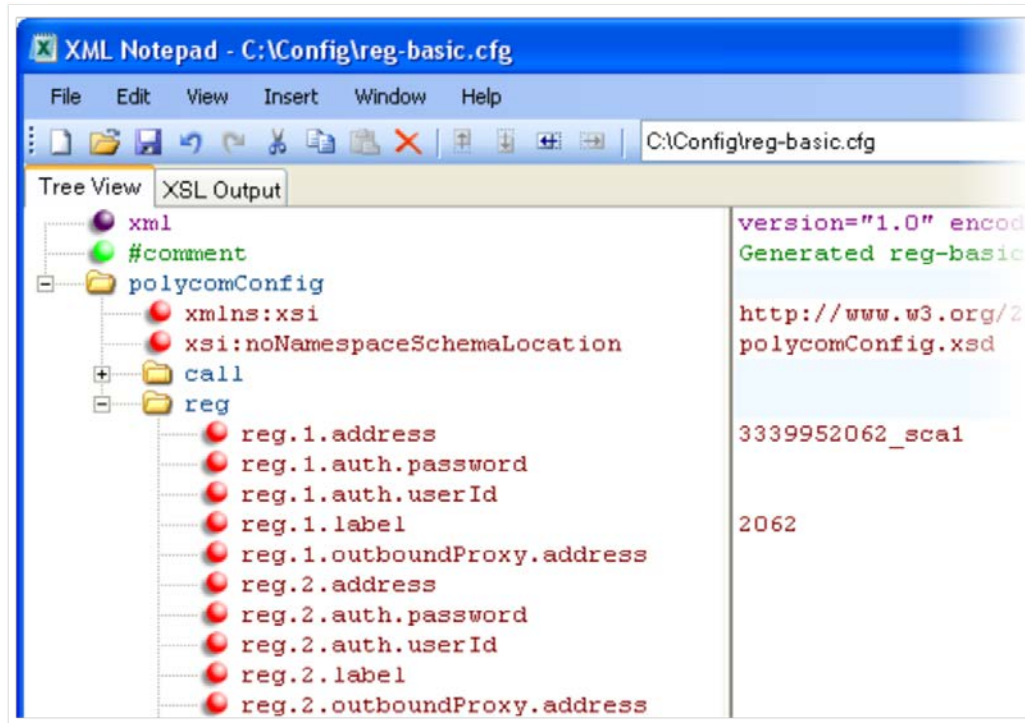 XML Notepad - C:\Config\reg-basic.cfg
File Edit View Insert Window Help
C:\Config\reg-basic.cfg
Tree View XSL Output
xml version="1.0" encod
#comment Generated reg-basic
polycomConfig
xmlns:xsi http://www.w3.org/2
xsi:noNamespaceSchemaLocation polycomConfig.xsd
call
reg
reg.1.address 3339952062_sca1
reg.1.auth.password
reg.1.auth.userId
reg.1.label 2062
reg.1.outboundProxy.address
reg.2.address
reg.2.auth.password
reg.2.auth.userId
reg.2.label
reg.2.outboundProxy.address